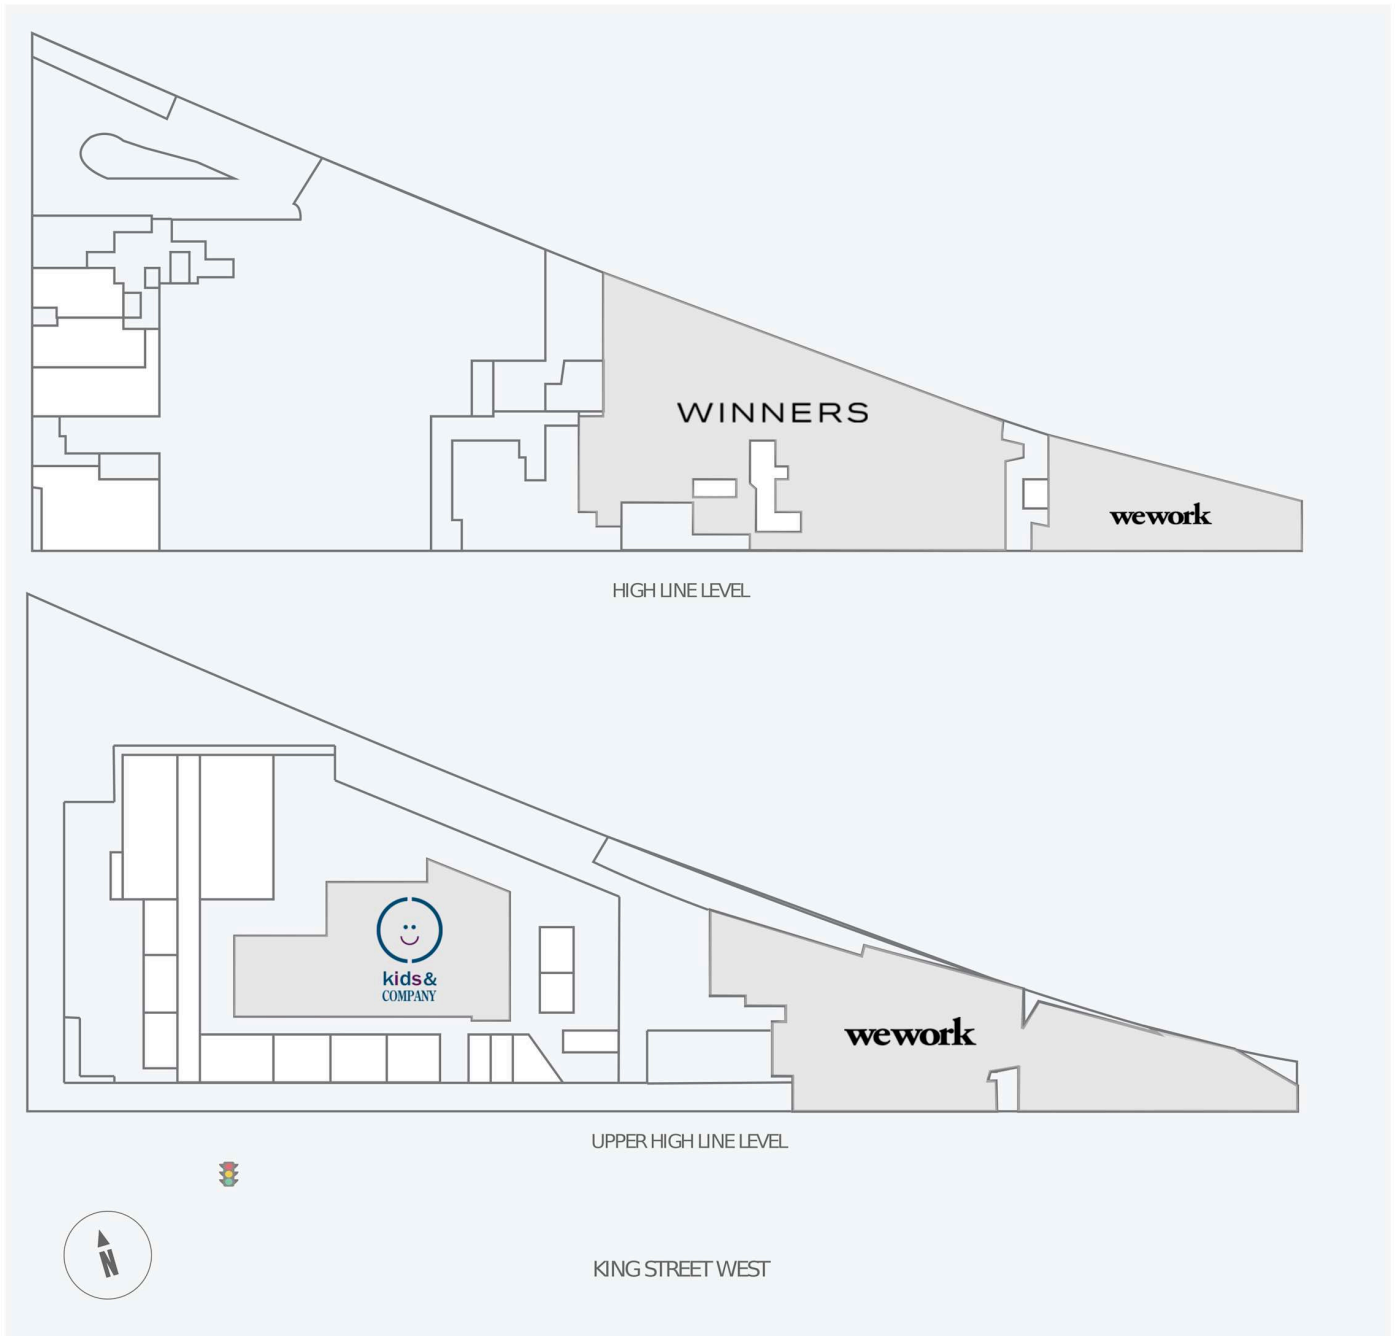 WINNERS
wework
HIGH LINE LEVEL
kids&
COMPANY
wework
UPPER HIGH LINE LEVEL
N
KING STREET WEST